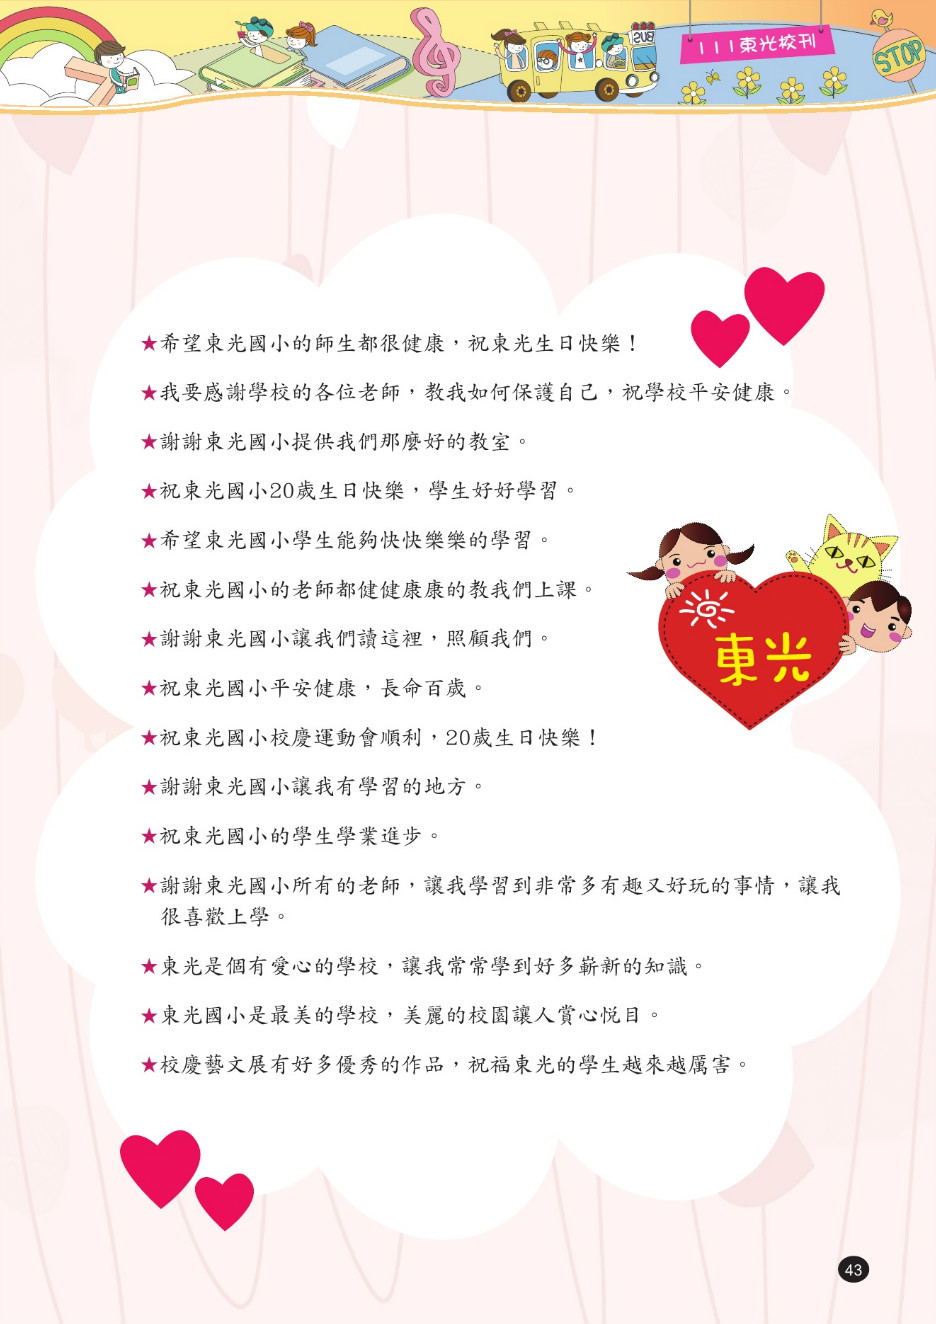 111東光校刊
STOP
BUS
★希望東光國小的師生都很健康，祝東光生日快樂！
★我要感謝學校的各位老師，教我如何保護自己，祝學校平安健康。
★謝謝東光國小提供我們那麼好的教室。
★祝東光國小20歲生日快樂，學生好好學習。
★希望東光國小學生能夠快快樂樂的學習。
★祝東光國小的老師都健健康康的教我們上課。
★謝謝東光國小讓我們讀這裡，照顧我們。
★祝東光國小平安健康，長命百歲。
★祝東光國小校慶運動會順利，20歲生日快樂！
★謝謝東光國小讓我有學習的地方。
★祝東光國小的學生學業進步。
★謝謝東光國小所有的老師，讓我學習到非常多有趣又好玩的事情，讓我
很喜歡上學。
★東光是個有愛心的學校，讓我常常學到好多嶄新的知識。
★東光國小是最美的學校，美麗的校園讓人賞心悅目。
★校慶藝文展有好多優秀的作品，祝福東光的學生越來越厲害。
東光
43